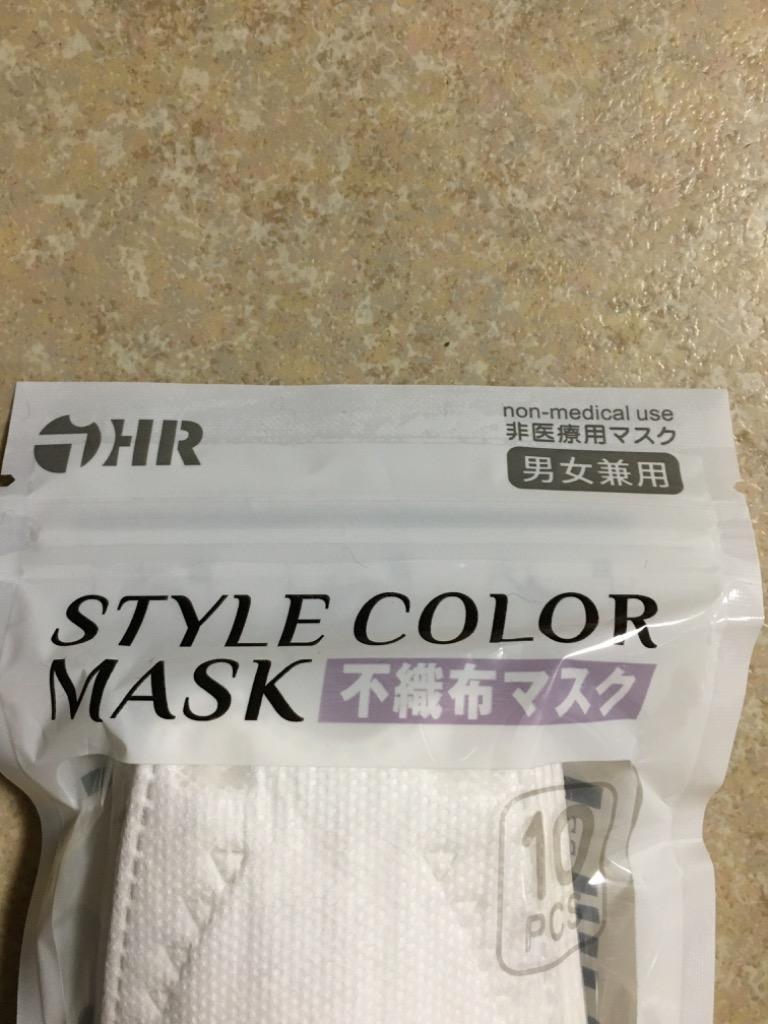 HR
non-medical use
非医療用マスク
男女兼用
STYLE COLOR
MASK 不織布マスク
10
PCS